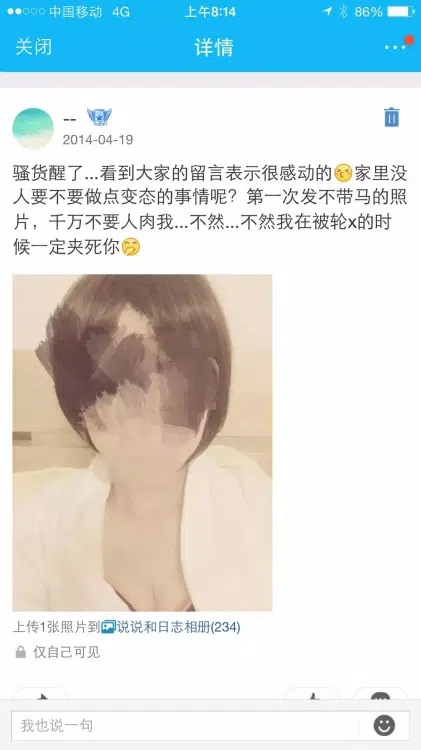 中国移动 4G 上午8:14 86%
关闭 详情
--
2014-04-19
骚货醒了...看到大家的留言表示很感动的家里没
人要不要做点变态的事情呢？第一次发不带马的照
片，千万不要人肉我...不然...不然我在被轮x的时
候一定夹死你
上传1张照片到说说和日志相册(234)
仅自己可见
我也说一句